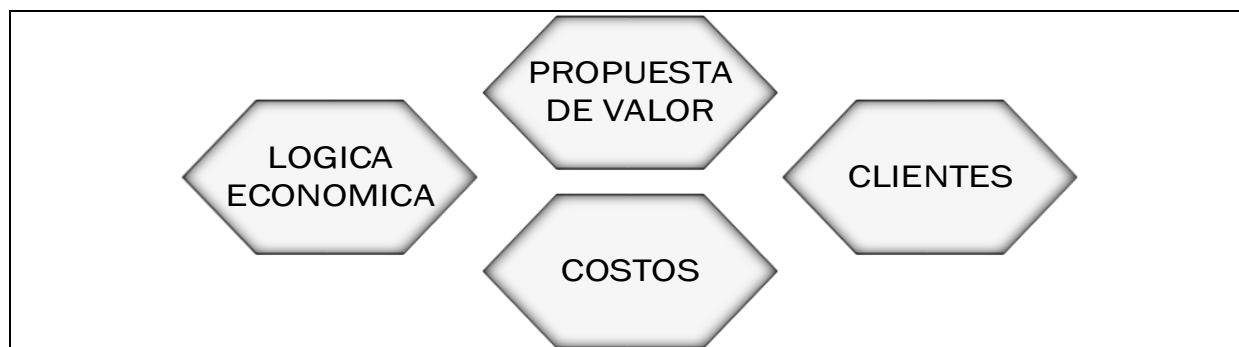 PROPUESTA
DE VALOR
LOGICA
ECONOMICA
CLIENTES
COSTOS